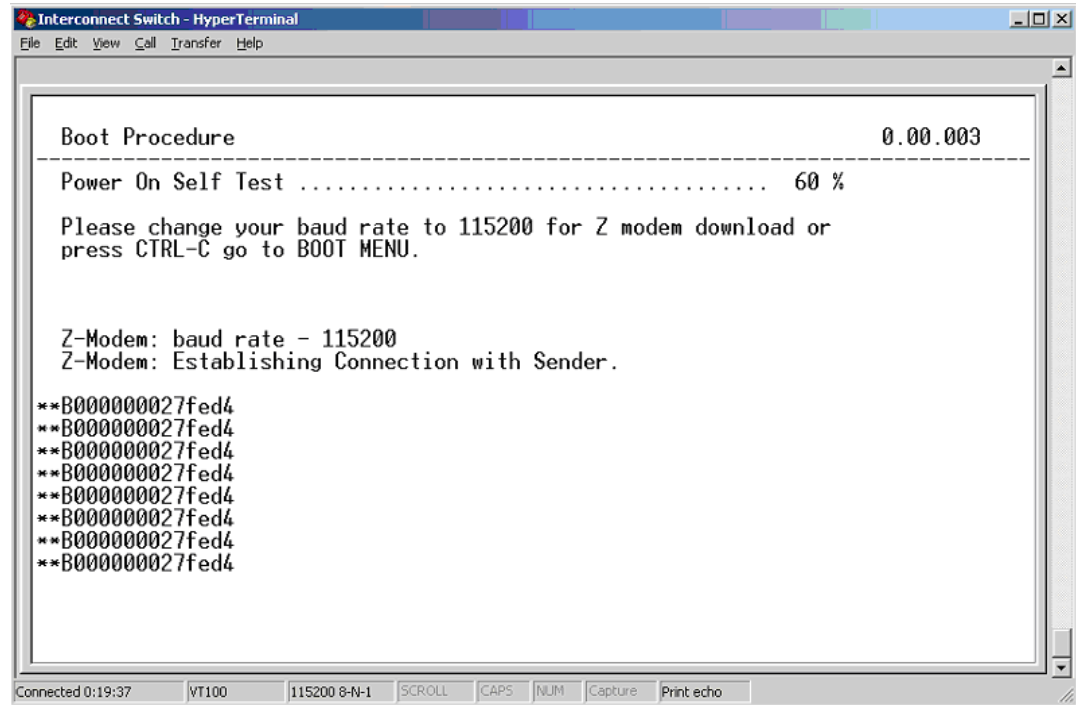 Interconnect Switch - HyperTerminal
File Edit View Call Transfer Help
Boot Procedure 0.00.003
--------------------------------------------------------------------------------
Power On Self Test ...................................... 60 %
Please change your baud rate to 115200 for Z modem download or
press CTRL-C go to BOOT MENU.
Z-Modem: baud rate - 115200
Z-Modem: Establishing Connection with Sender.
**B000000027fed4
**B000000027fed4
**B000000027fed4
**B000000027fed4
**B000000027fed4
**B000000027fed4
**B000000027fed4
**B000000027fed4
Connected 0:19:37 VT100 115200 8-N-1 SCROLL CAPS NUM Capture Print echo